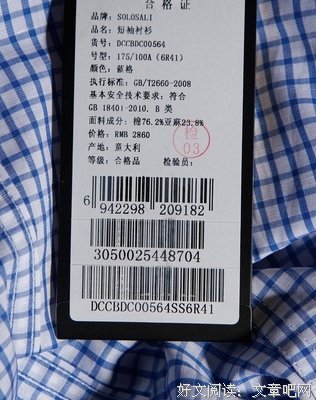 合格证
品牌: SOLOSALI
品名: 短袖衬衫
货号: DCCBDC00564
号型: 175/100A (6R41)
颜色: 蓝格
执行标准: GB/T2660-2008
基本安全技术要求: 符合
GB 18401-2010. B 类
面料成分: 棉76.2%亚麻23.8%
价格: RMB 2860
产地: 意大利
等级: 合格品 检验员:
检
03
6 942298 209182
3050025448704
DCCBDC00564SS6R41
好文阅读: 文章吧网